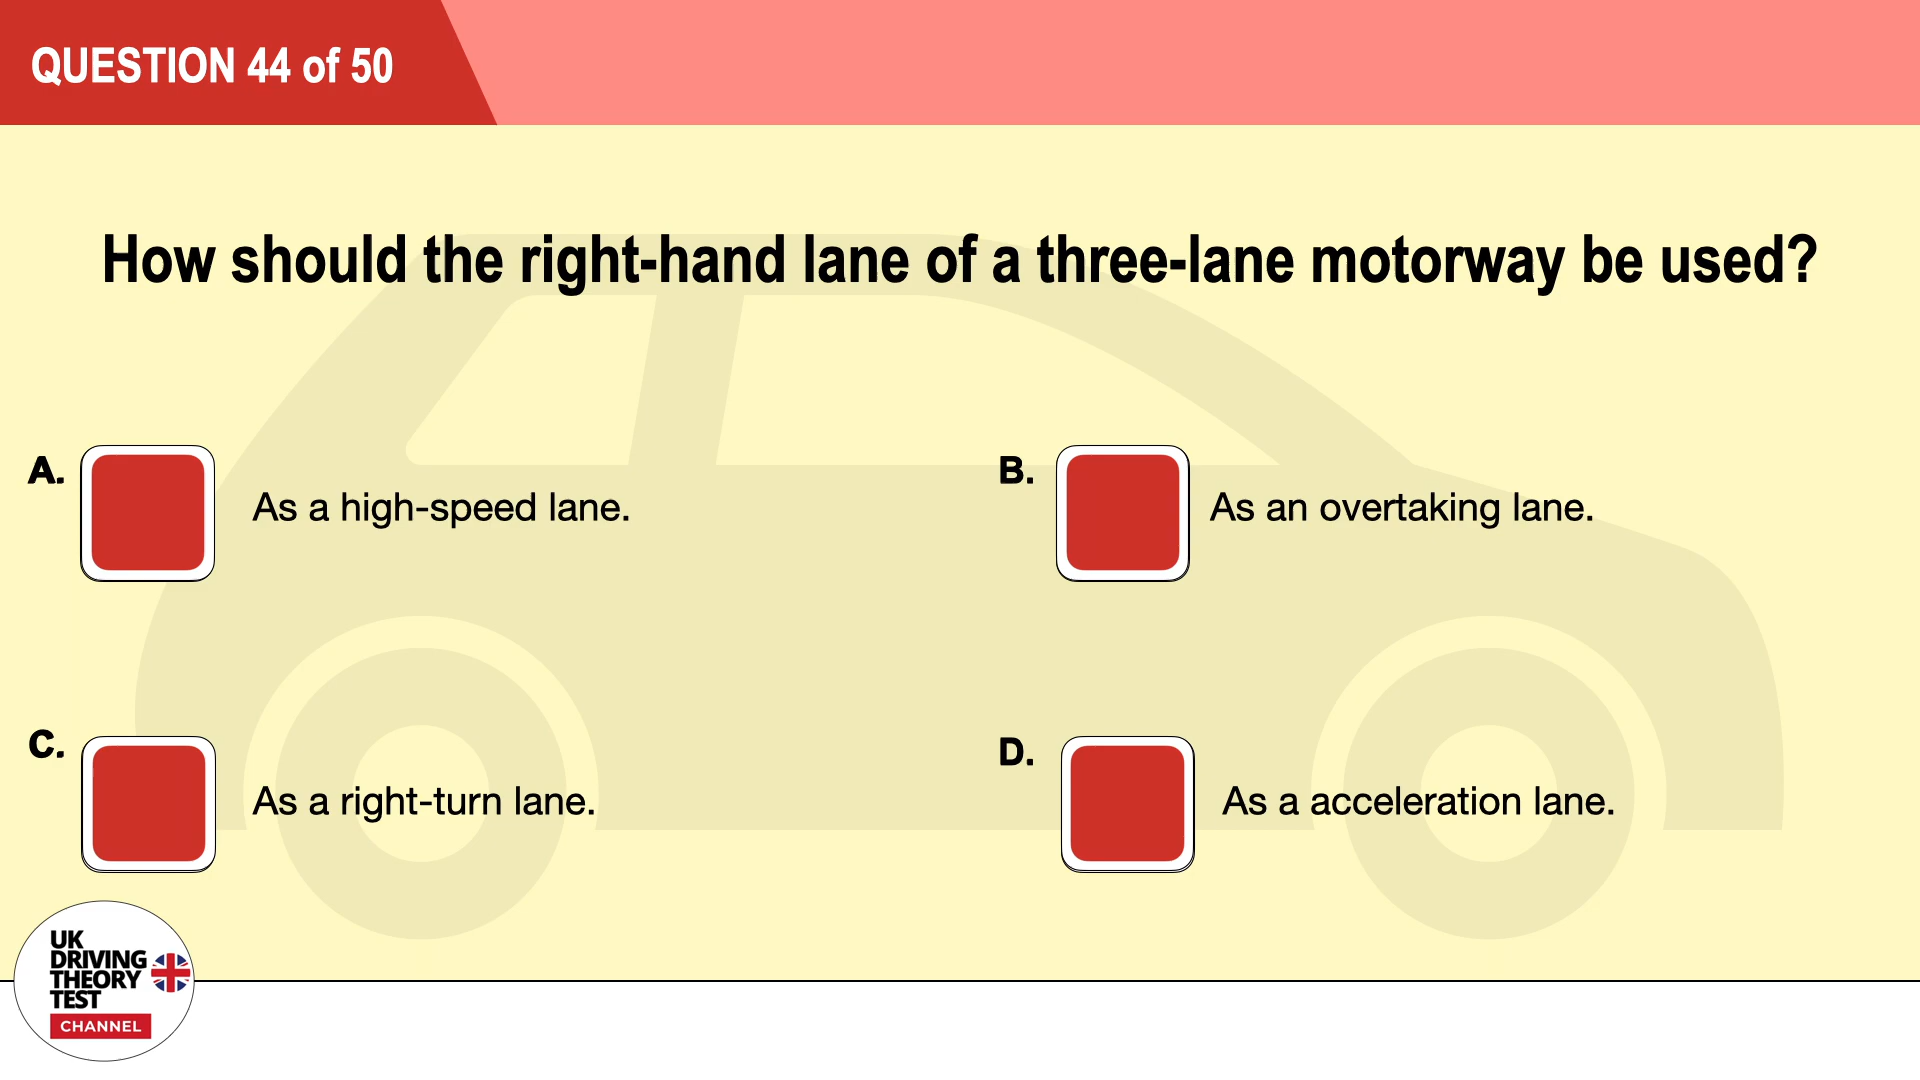 QUESTION 44 of 50
How should the right-hand lane of a three-lane motorway be used?
A.
As a high-speed lane.
B.
As an overtaking lane.
C.
As a right-turn lane.
D.
As a acceleration lane.
UK
DRIVING
THEORY
TEST
CHANNEL